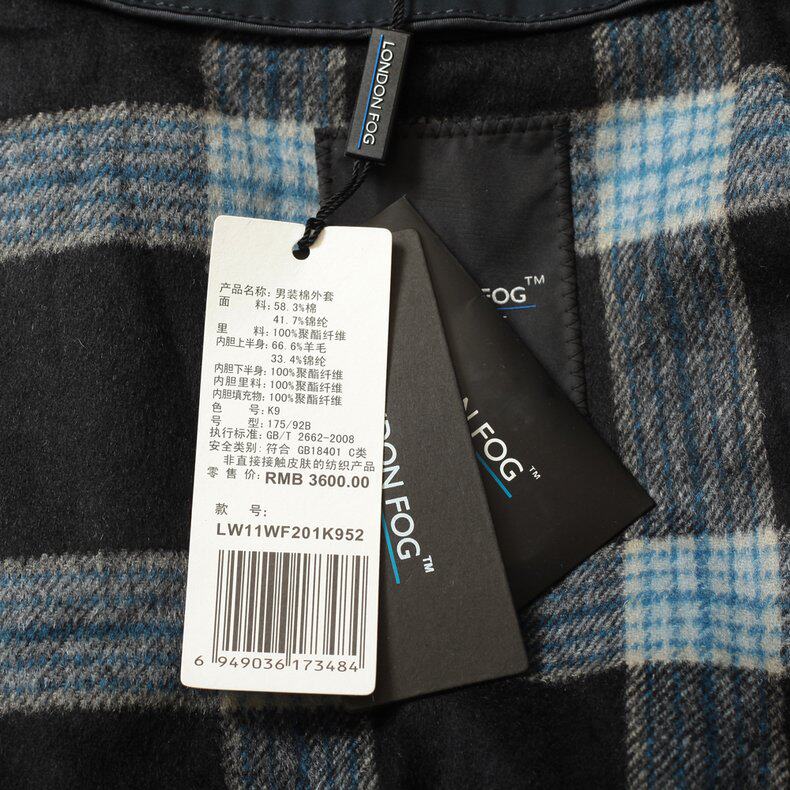 LONDON FOG
产品名称: 男装棉外套
面 料: 58.3%棉
41.7%锦纶
里 料: 100%聚酯纤维
内胆上半身: 66.6%羊毛
33.4%锦纶
内胆下半身: 100%聚酯纤维
内胆里料: 100%聚酯纤维
内胆填充物: 100%聚酯纤维
色 号: K9
号 型: 175/92B
执行标准: GB/T 2662-2008
安全类别: 符合 GB18401 C类
非直接接触皮肤的纺织产品
零 售 价: RMB 3600.00
款 号:
LW11WF201K952
6 949036 173484
FOG™
FOG™
FOG™